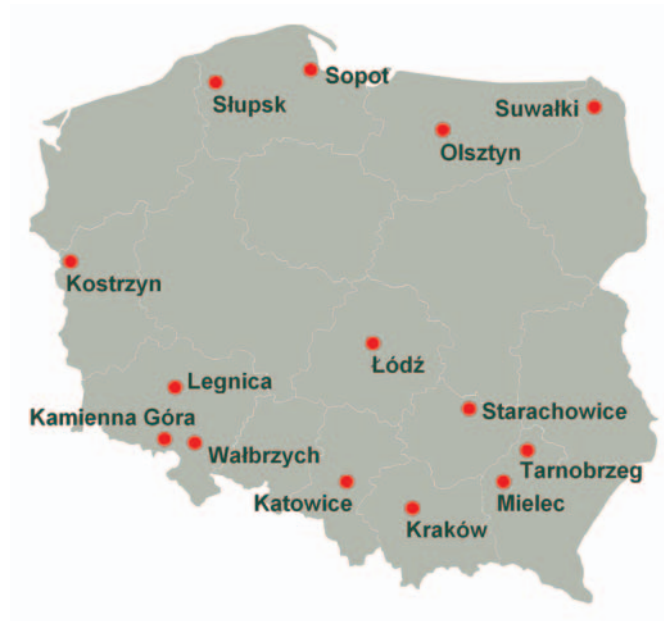 Sopot
Słupsk
Suwałki
Olsztyn
Kostrzyn
Łódź
Legnica
Kamienna Góra
Starachowice
Wałbrzych
Tarnobrzeg
Katowice
Mielec
Kraków